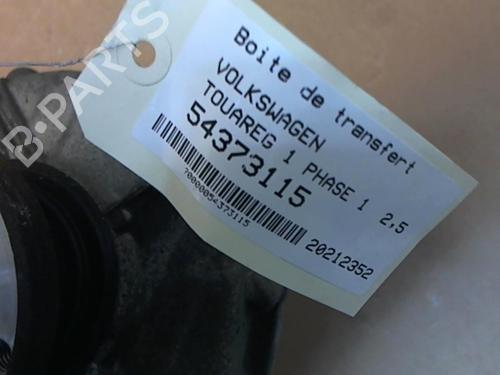 Boite de transfert
VOLKSWAGEN
TOUAREG 1 PHASE 1 2,5
54373115
7000054373115
20212352
B-PARTS